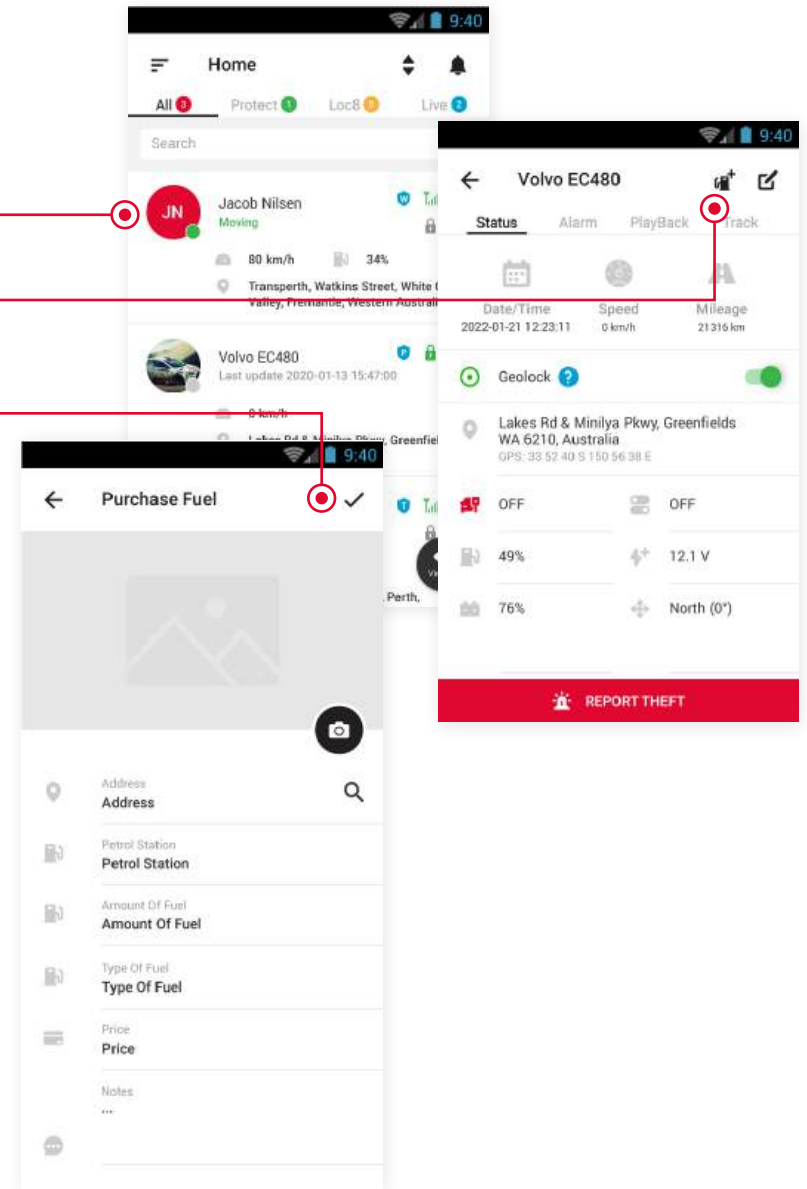 9:40
Home
All 3
Protect 1
Loc8 0
Live 2
Search
JN
Jacob Nilsen
Moving
80 km/h
34%
Transperth, Watkins Street, White
Valley, Fremantle, Western Austral
Volvo EC480
Last update 2020-01-13 15:47:00
0 km/h
Lakes Rd & Minilya Pkwy, Greenfiel
Perth,
9:40
Volvo EC480
Status
Alarm
PlayBack
Track
Date/Time
Speed
Mileage
2022-01-21 12:23:11
0 km/h
21316 km
Geolock ?
Lakes Rd & Minilya Pkwy, Greenfields
WA 6210, Australia
GPS: 33 52 40 S 150 56 38 E
OFF
OFF
49%
12.1 V
76%
North (0°)
REPORT THEFT
9:40
Purchase Fuel
Address
Address
Petrol Station
Petrol Station
Amount Of Fuel
Amount Of Fuel
Type Of Fuel
Type Of Fuel
Price
Price
Notes
...